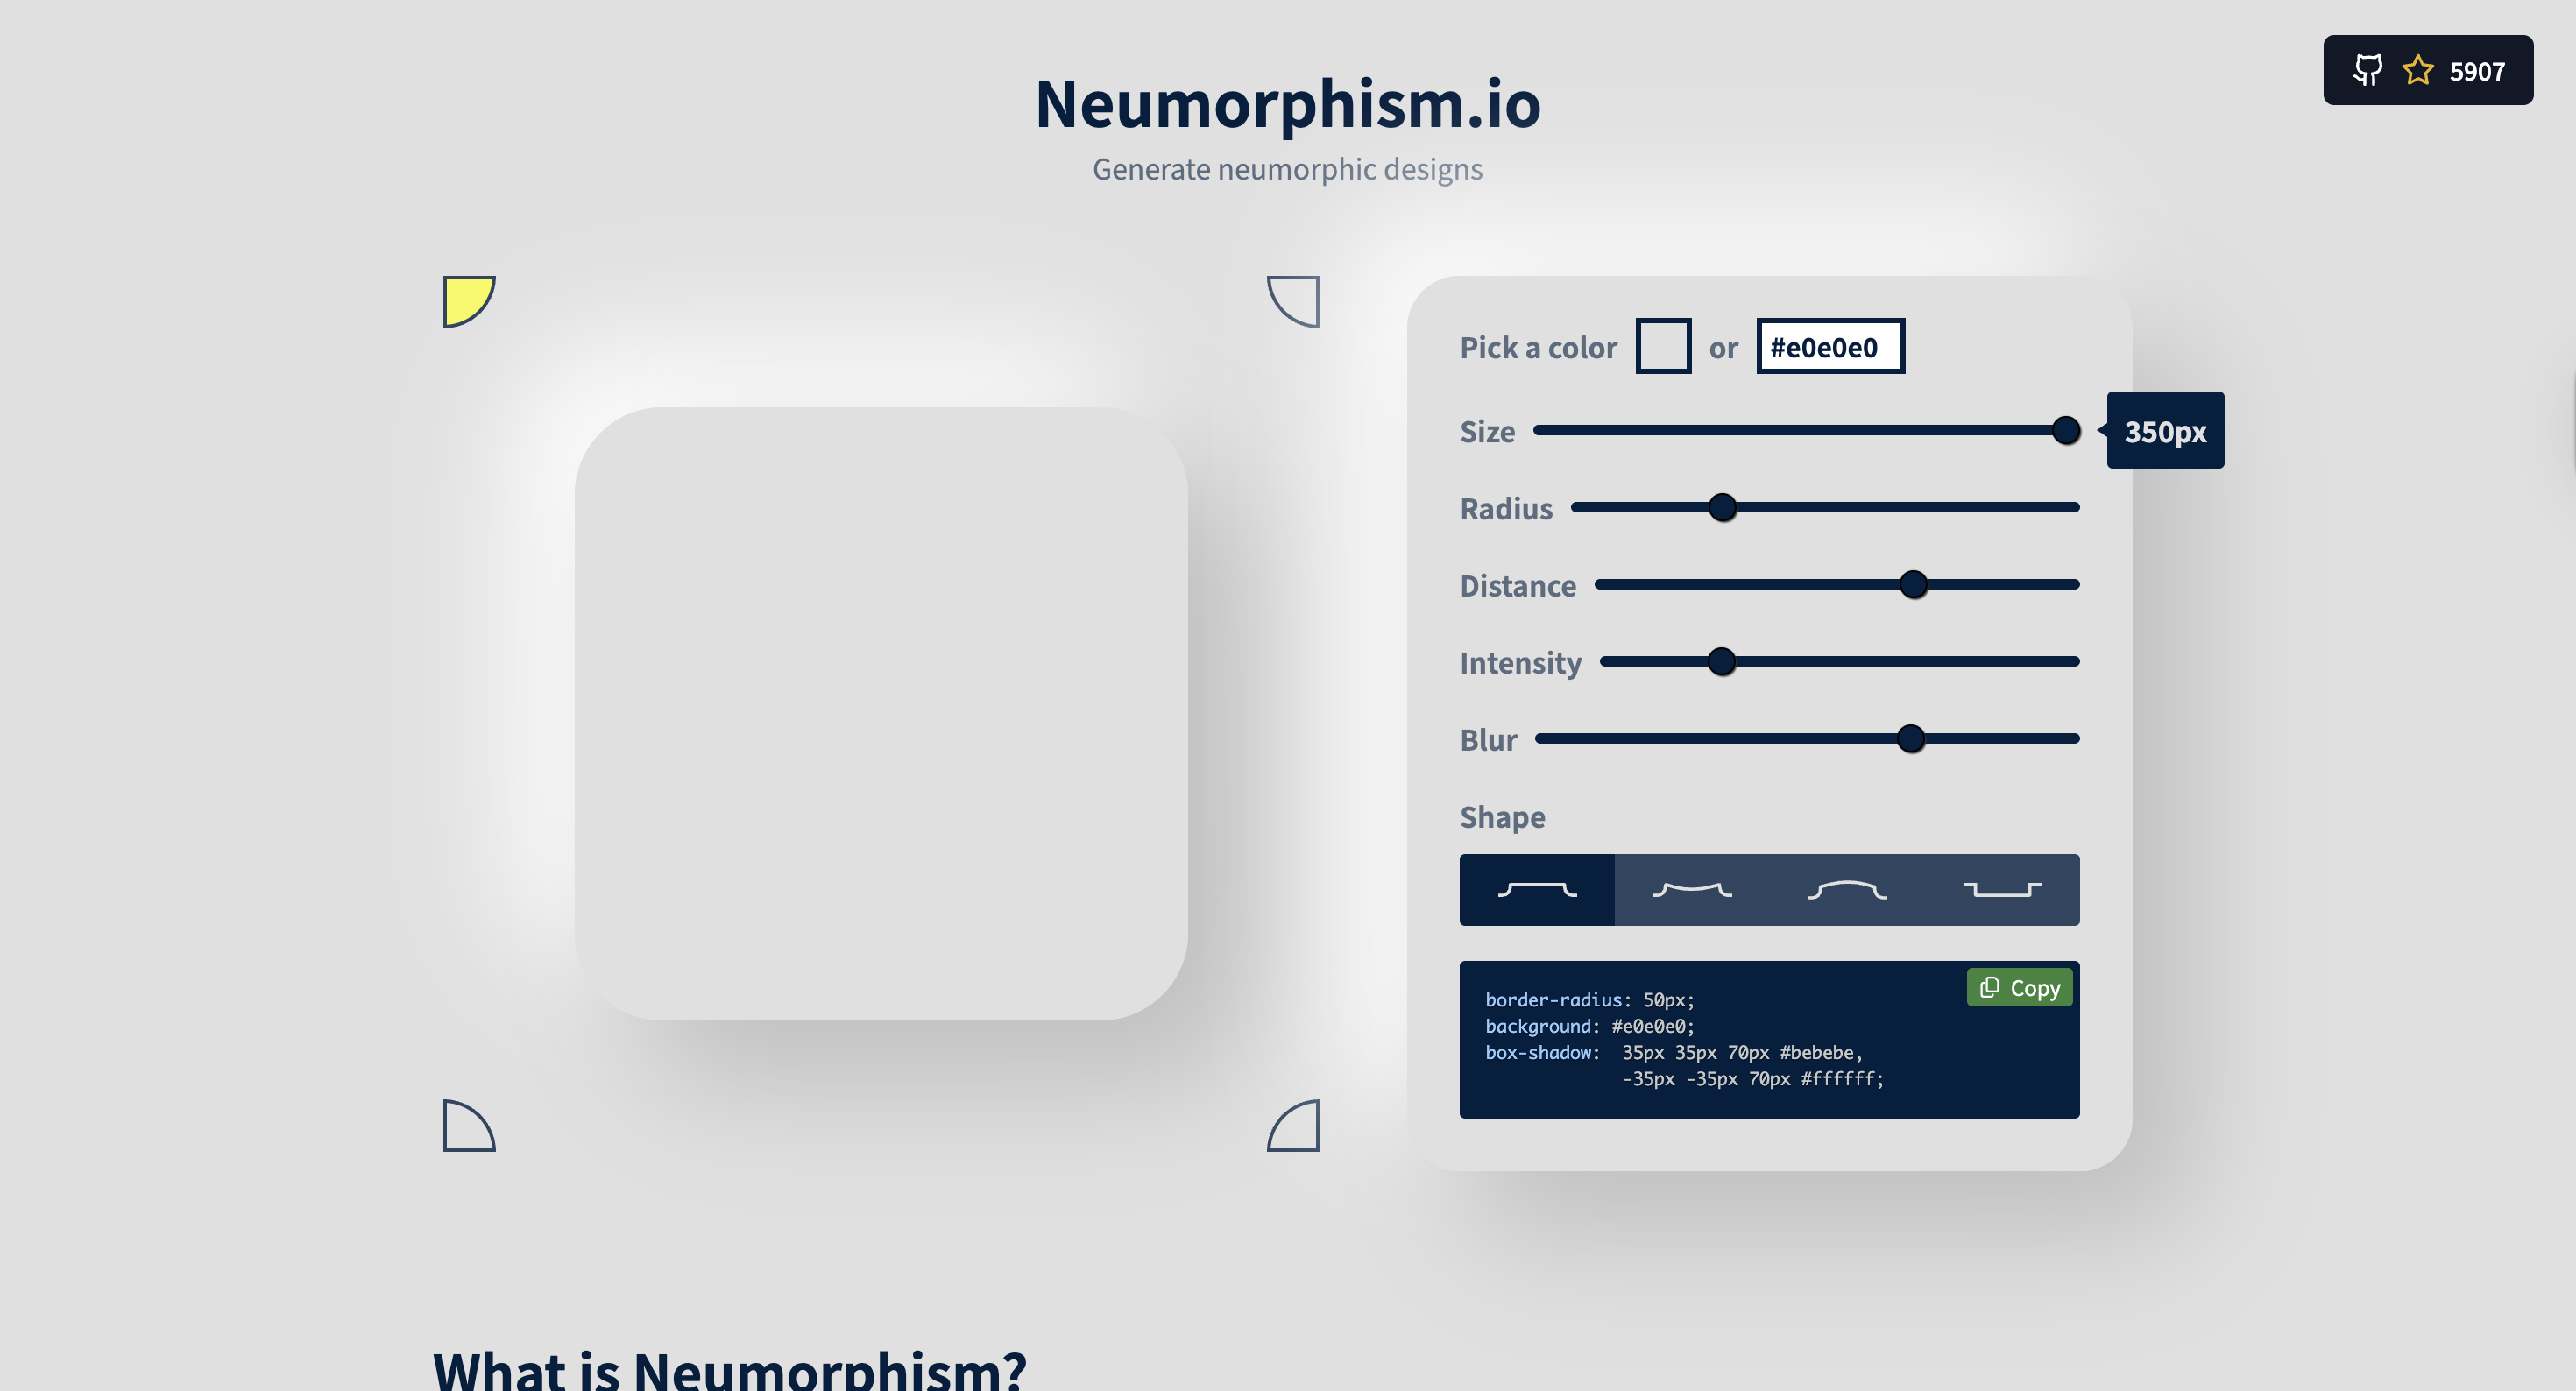 5907
Neumorphism.io
Generate neumorphic designs
Pick a color or #e0e0e0
Size 350px
Radius
Distance
Intensity
Blur
Shape
Copy
border-radius: 50px;
background: #e0e0e0;
box-shadow:  35px 35px 70px #bebebe,
             -35px -35px 70px #ffffff;
What is Neumorphism?